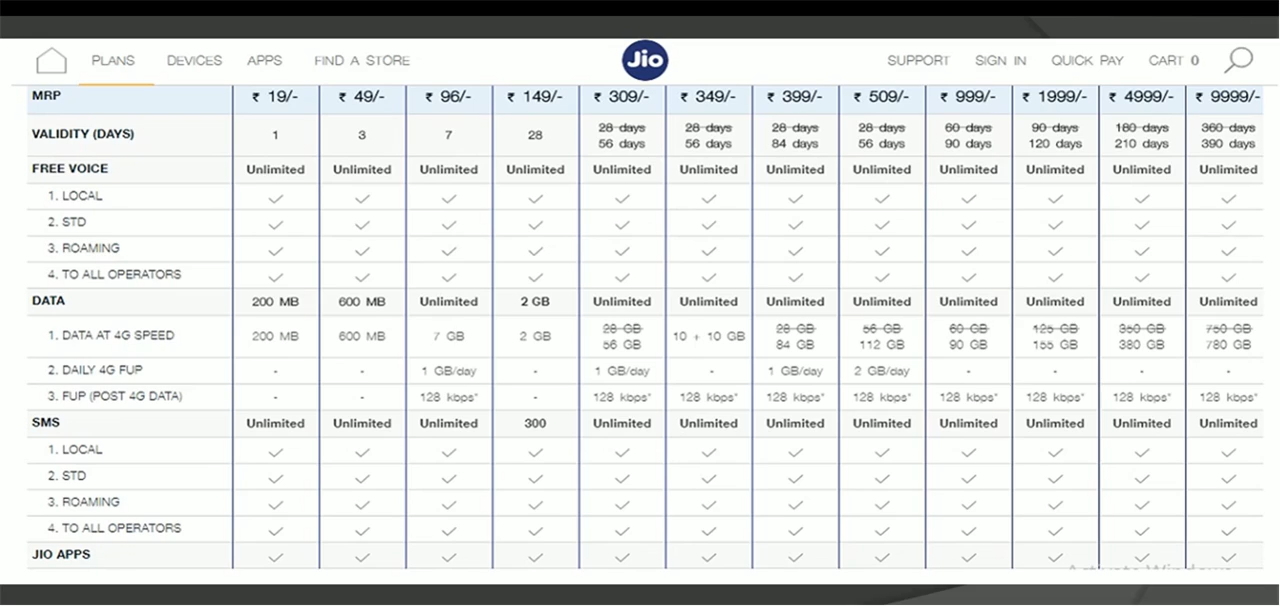 PLANS DEVICES APPS FIND A STORE Jio SUPPORT SIGN IN QUICK PAY CART 0
MRP ₹ 19/- ₹ 49/- ₹ 96/- ₹ 149/- ₹ 309/- ₹ 349/- ₹ 399/- ₹ 509/- ₹ 999/- ₹ 1999/- ₹ 4999/- ₹ 9999/-
VALIDITY (DAYS) 1 3 7 28 28 days 28 days 28 days 28 days 60 days 90 days 180 days 360 days
56 days 56 days 84 days 56 days 90 days 120 days 210 days 390 days
FREE VOICE Unlimited Unlimited Unlimited Unlimited Unlimited Unlimited Unlimited Unlimited Unlimited Unlimited Unlimited Unlimited
1. LOCAL
2. STD
3. ROAMING
4. TO ALL OPERATORS
DATA 200 MB 600 MB Unlimited 2 GB Unlimited Unlimited Unlimited Unlimited Unlimited Unlimited Unlimited Unlimited
1. DATA AT 4G SPEED 200 MB 600 MB 7 GB 2 GB 28 GB 10 + 10 GB 28 GB 56 GB 60 GB 125 GB 350 GB 750 GB
56 GB 84 GB 112 GB 90 GB 155 GB 380 GB 780 GB
2. DAILY 4G FUP - - 1 GB/day - 1 GB/day - 1 GB/day 2 GB/day - - - -
3. FUP (POST 4G DATA) - - 128 kbps* - 128 kbps* 128 kbps* 128 kbps* 128 kbps* 128 kbps* 128 kbps* 128 kbps* 128 kbps*
SMS Unlimited Unlimited Unlimited 300 Unlimited Unlimited Unlimited Unlimited Unlimited Unlimited Unlimited Unlimited
1. LOCAL
2. STD
3. ROAMING
4. TO ALL OPERATORS
JIO APPS